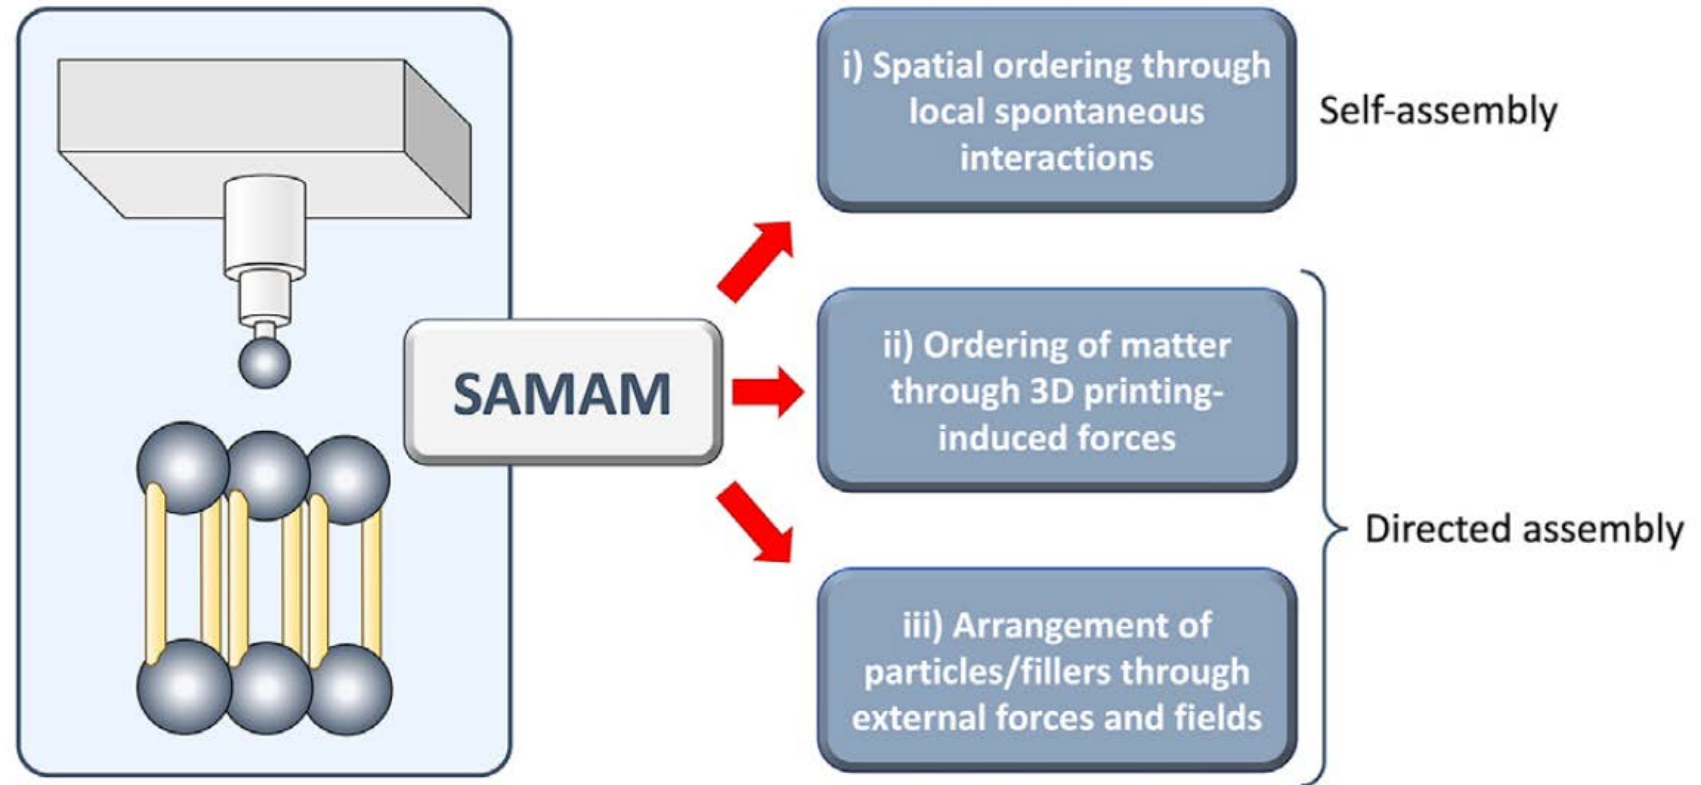 i) Spatial ordering through
local spontaneous
interactions
Self-assembly
SAMAM
ii) Ordering of matter
through 3D printing-
induced forces
Directed assembly
iii) Arrangement of
particles/fillers through
external forces and fields